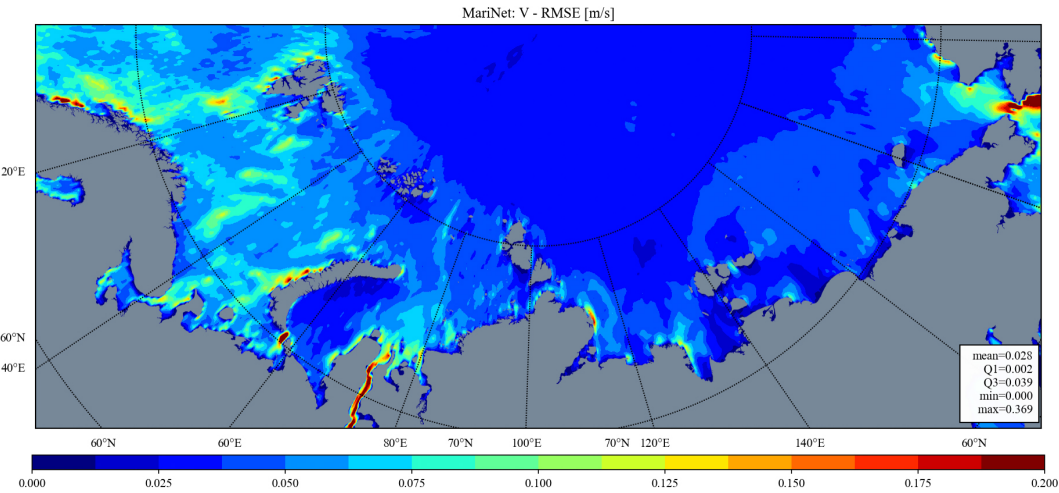 MariNet: V - RMSE [m/s]
20°E
60°N
40°E
mean=0.028
Q1=0.002
Q3=0.039
min=0.000
max=0.369
60°N 60°E 80°E 70°N 100°E 70°N 120°E 140°E 60°N
0.000 0.025 0.050 0.075 0.100 0.125 0.150 0.175 0.200